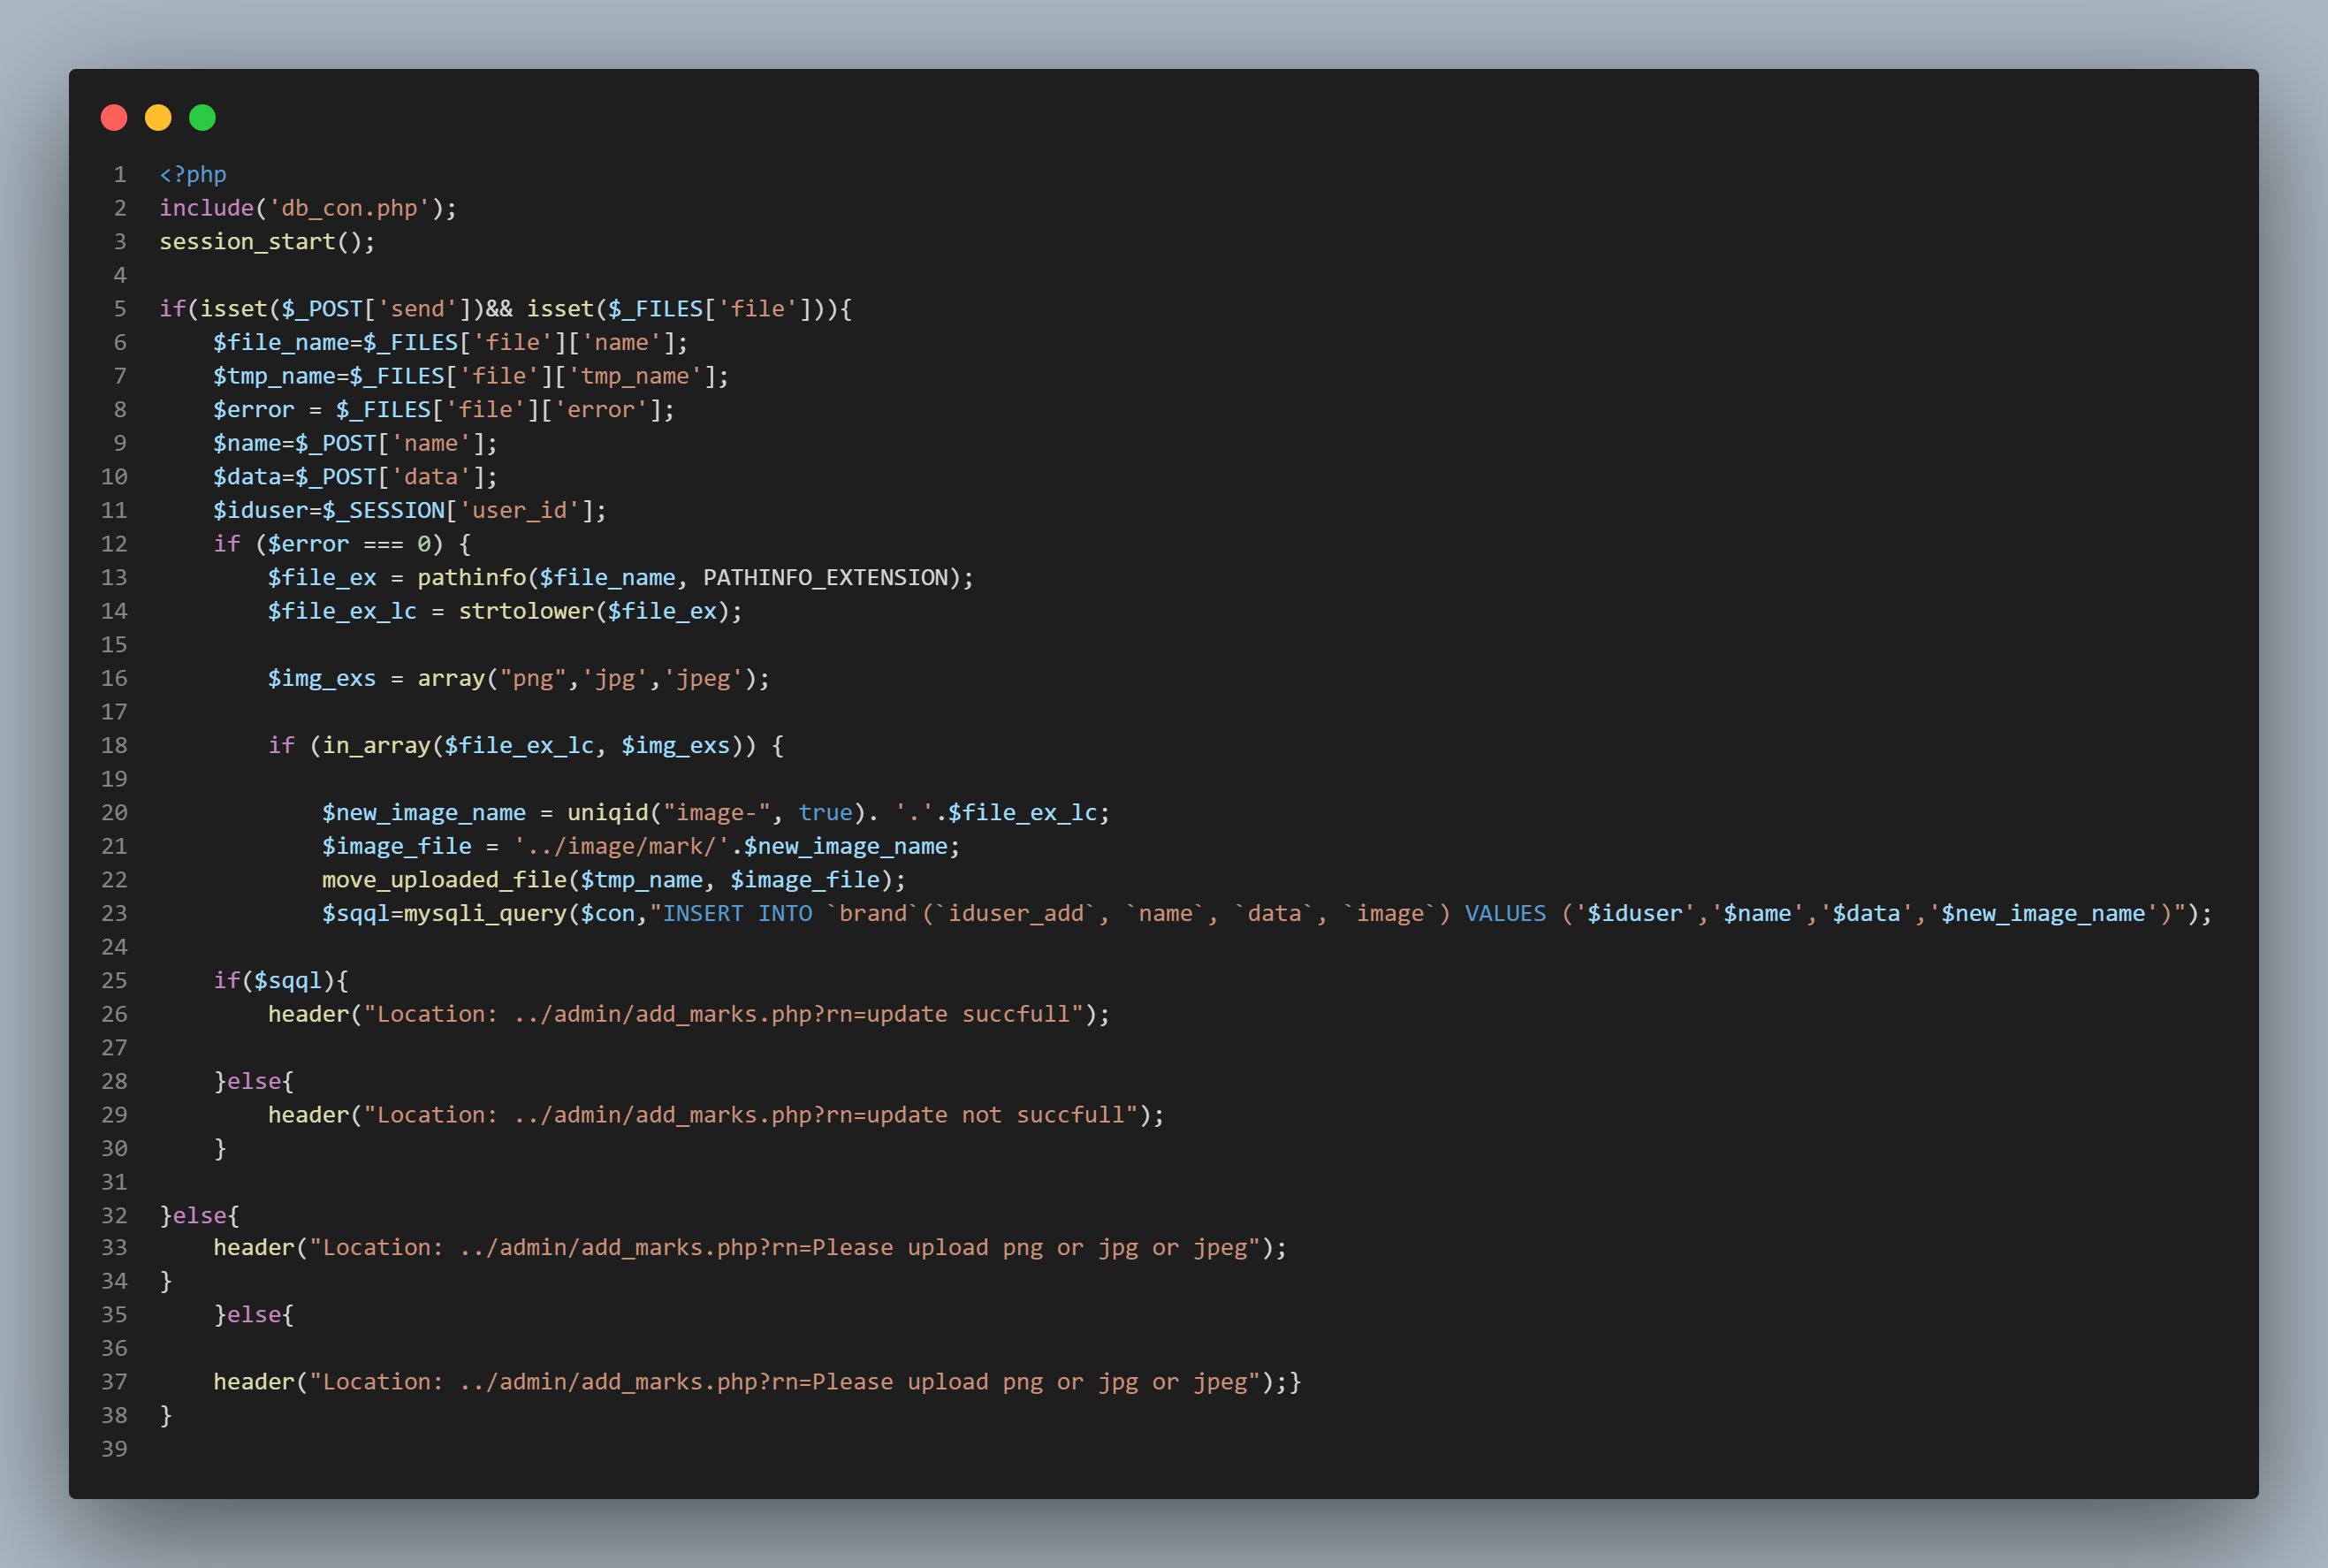 1 <?php
2 include('db_con.php');
3 session_start();
4
5 if(isset($_POST['send'])&& isset($_FILES['file'])){
6     $file_name=$_FILES['file']['name'];
7     $tmp_name=$_FILES['file']['tmp_name'];
8     $error = $_FILES['file']['error'];
9     $name=$_POST['name'];
10     $data=$_POST['data'];
11     $iduser=$_SESSION['user_id'];
12     if ($error === 0) {
13         $file_ex = pathinfo($file_name, PATHINFO_EXTENSION);
14         $file_ex_lc = strtolower($file_ex);
15
16         $img_exs = array("png",'jpg','jpeg');
17
18         if (in_array($file_ex_lc, $img_exs)) {
19
20             $new_image_name = uniqid("image-", true). '.'.$file_ex_lc;
21             $image_file = '../image/mark/'.$new_image_name;
22             move_uploaded_file($tmp_name, $image_file);
23             $sqql=mysqli_query($con,"INSERT INTO `brand`(`iduser_add`, `name`, `data`, `image`) VALUES ('$iduser','$name','$data','$new_image_name')");
24
25     if($sqql){
26         header("Location: ../admin/add_marks.php?rn=update succfull");
27
28     }else{
29         header("Location: ../admin/add_marks.php?rn=update not succfull");
30     }
31
32 }else{
33     header("Location: ../admin/add_marks.php?rn=Please upload png or jpg or jpeg");
34 }
35     }else{
36
37     header("Location: ../admin/add_marks.php?rn=Please upload png or jpg or jpeg");}
38 }
39